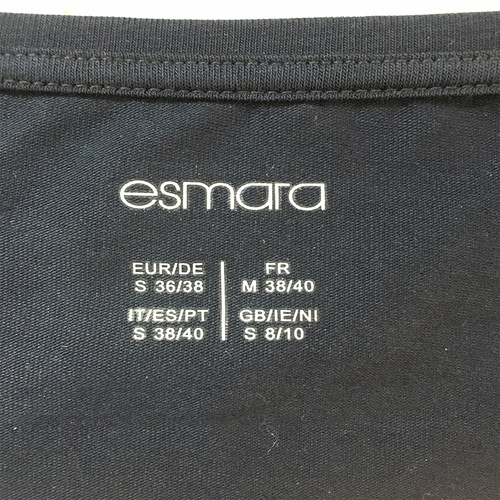 esmara
EUR/DE FR
S 36/38 M 38/40
IT/ES/PT GB/IE/NI
S 38/40 S 8/10